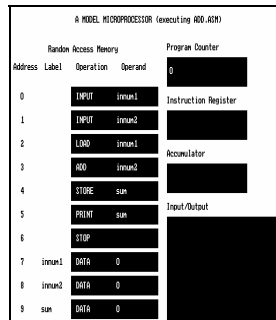 A MODEL MICROPROCESSOR (executing ADD.ASM)
Random Access Memory
Address Label Operation Operand
0 INPUT innum1
1 INPUT innum2
2 LOAD innum1
3 ADD innum2
4 STORE sum
5 PRINT sum
6 STOP
7 innum1 DATA 0
8 innum2 DATA 0
9 sum DATA 0
Program Counter
0
Instruction Register
Accumulator
Input/Output